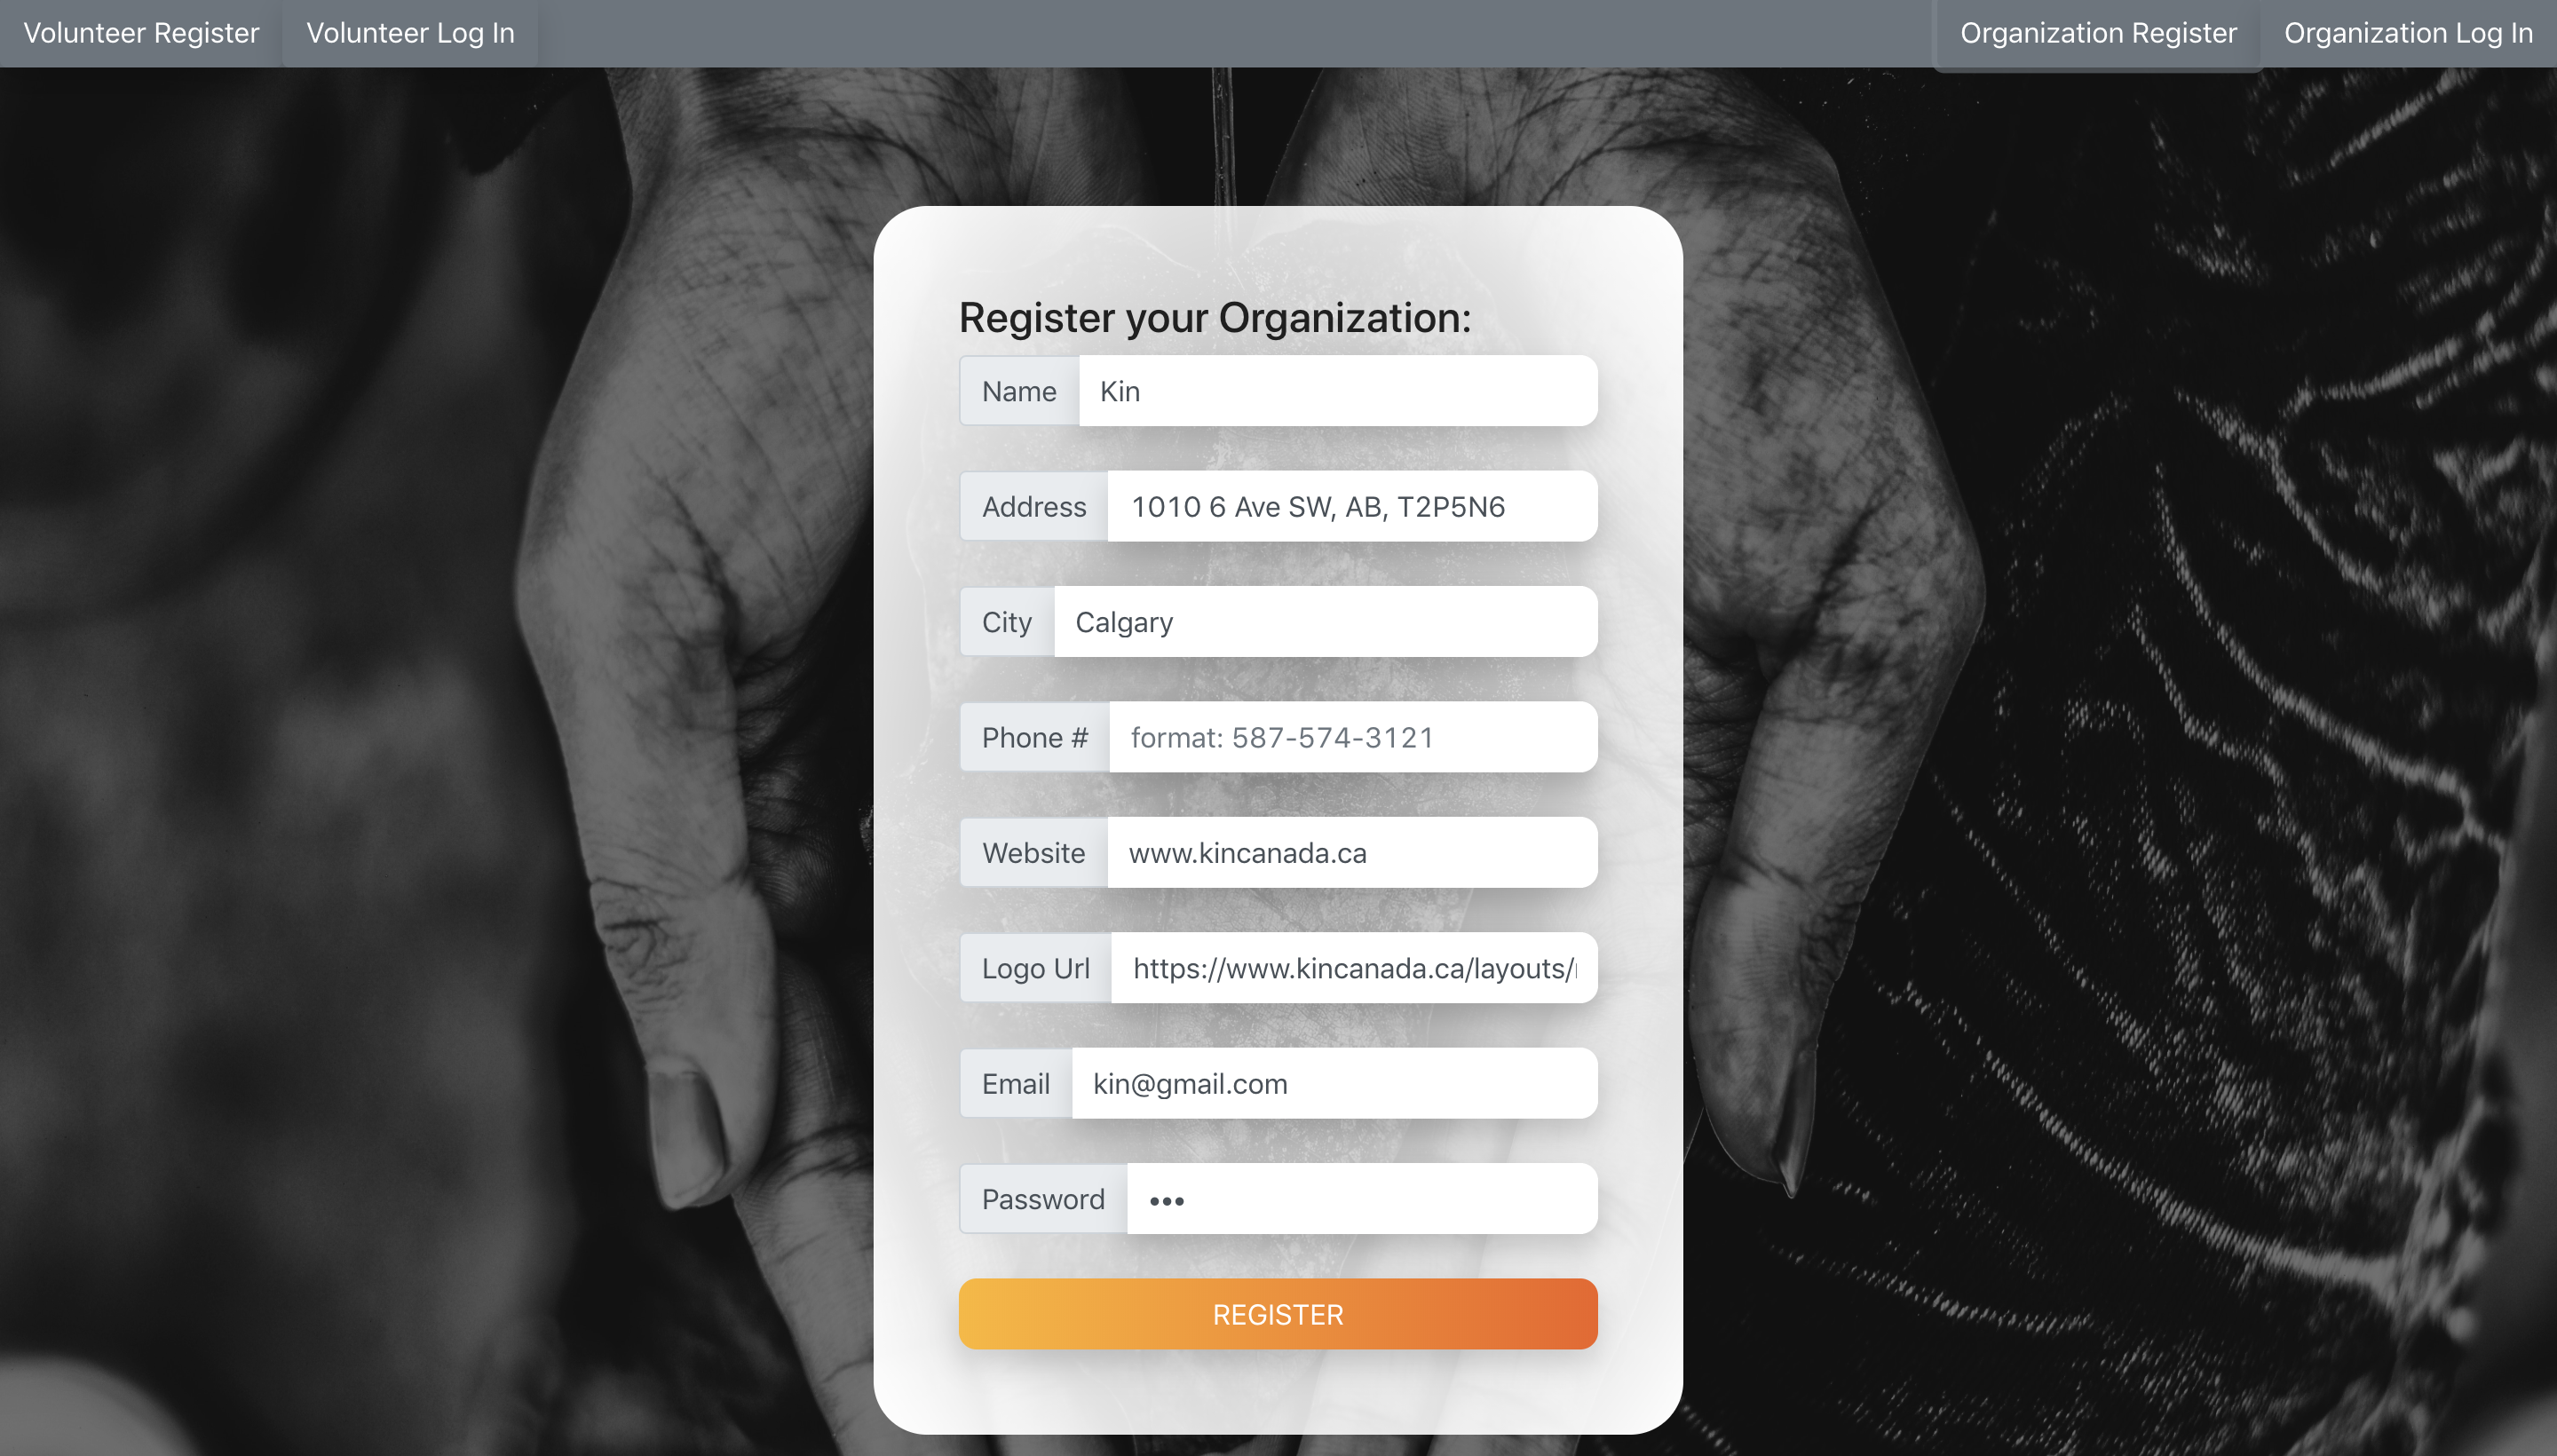 Volunteer Register Volunteer Log In Organization Register Organization Log In
Register your Organization:
Name Kin
Address 1010 6 Ave SW, AB, T2P5N6
City Calgary
Phone # format: 587-574-3121
Website www.kincanada.ca
Logo Url https://www.kincanada.ca/layouts/
Email kin@gmail.com
Password •••
REGISTER